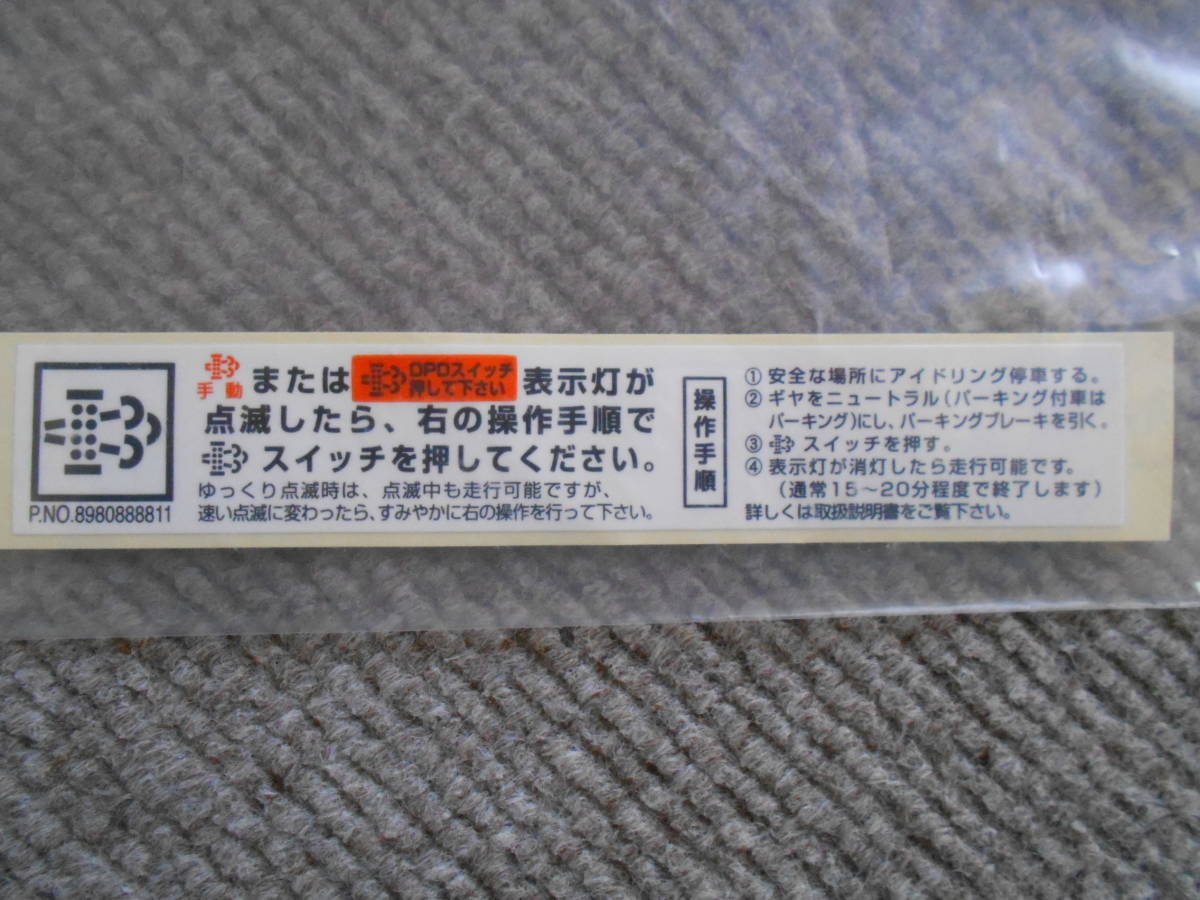 手動 または DPDスイッチ 押して下さい 表示灯が
点滅したら、右の操作手順で
スイッチを押してください。
ゆっくり点滅時は、点滅中も走行可能ですが、
速い点滅に変わったら、すみやかに右の操作を行って下さい。
P.NO.8980888811
操作手順
① 安全な場所にアイドリング停車する。
② ギヤをニュートラル(パーキング付車は
パーキング)にし、パーキングブレーキを引く。
③ スイッチを押す。
④ 表示灯が消灯したら走行可能です。
(通常15~20分程度で終了します)
詳しくは取扱説明書をご覧下さい。